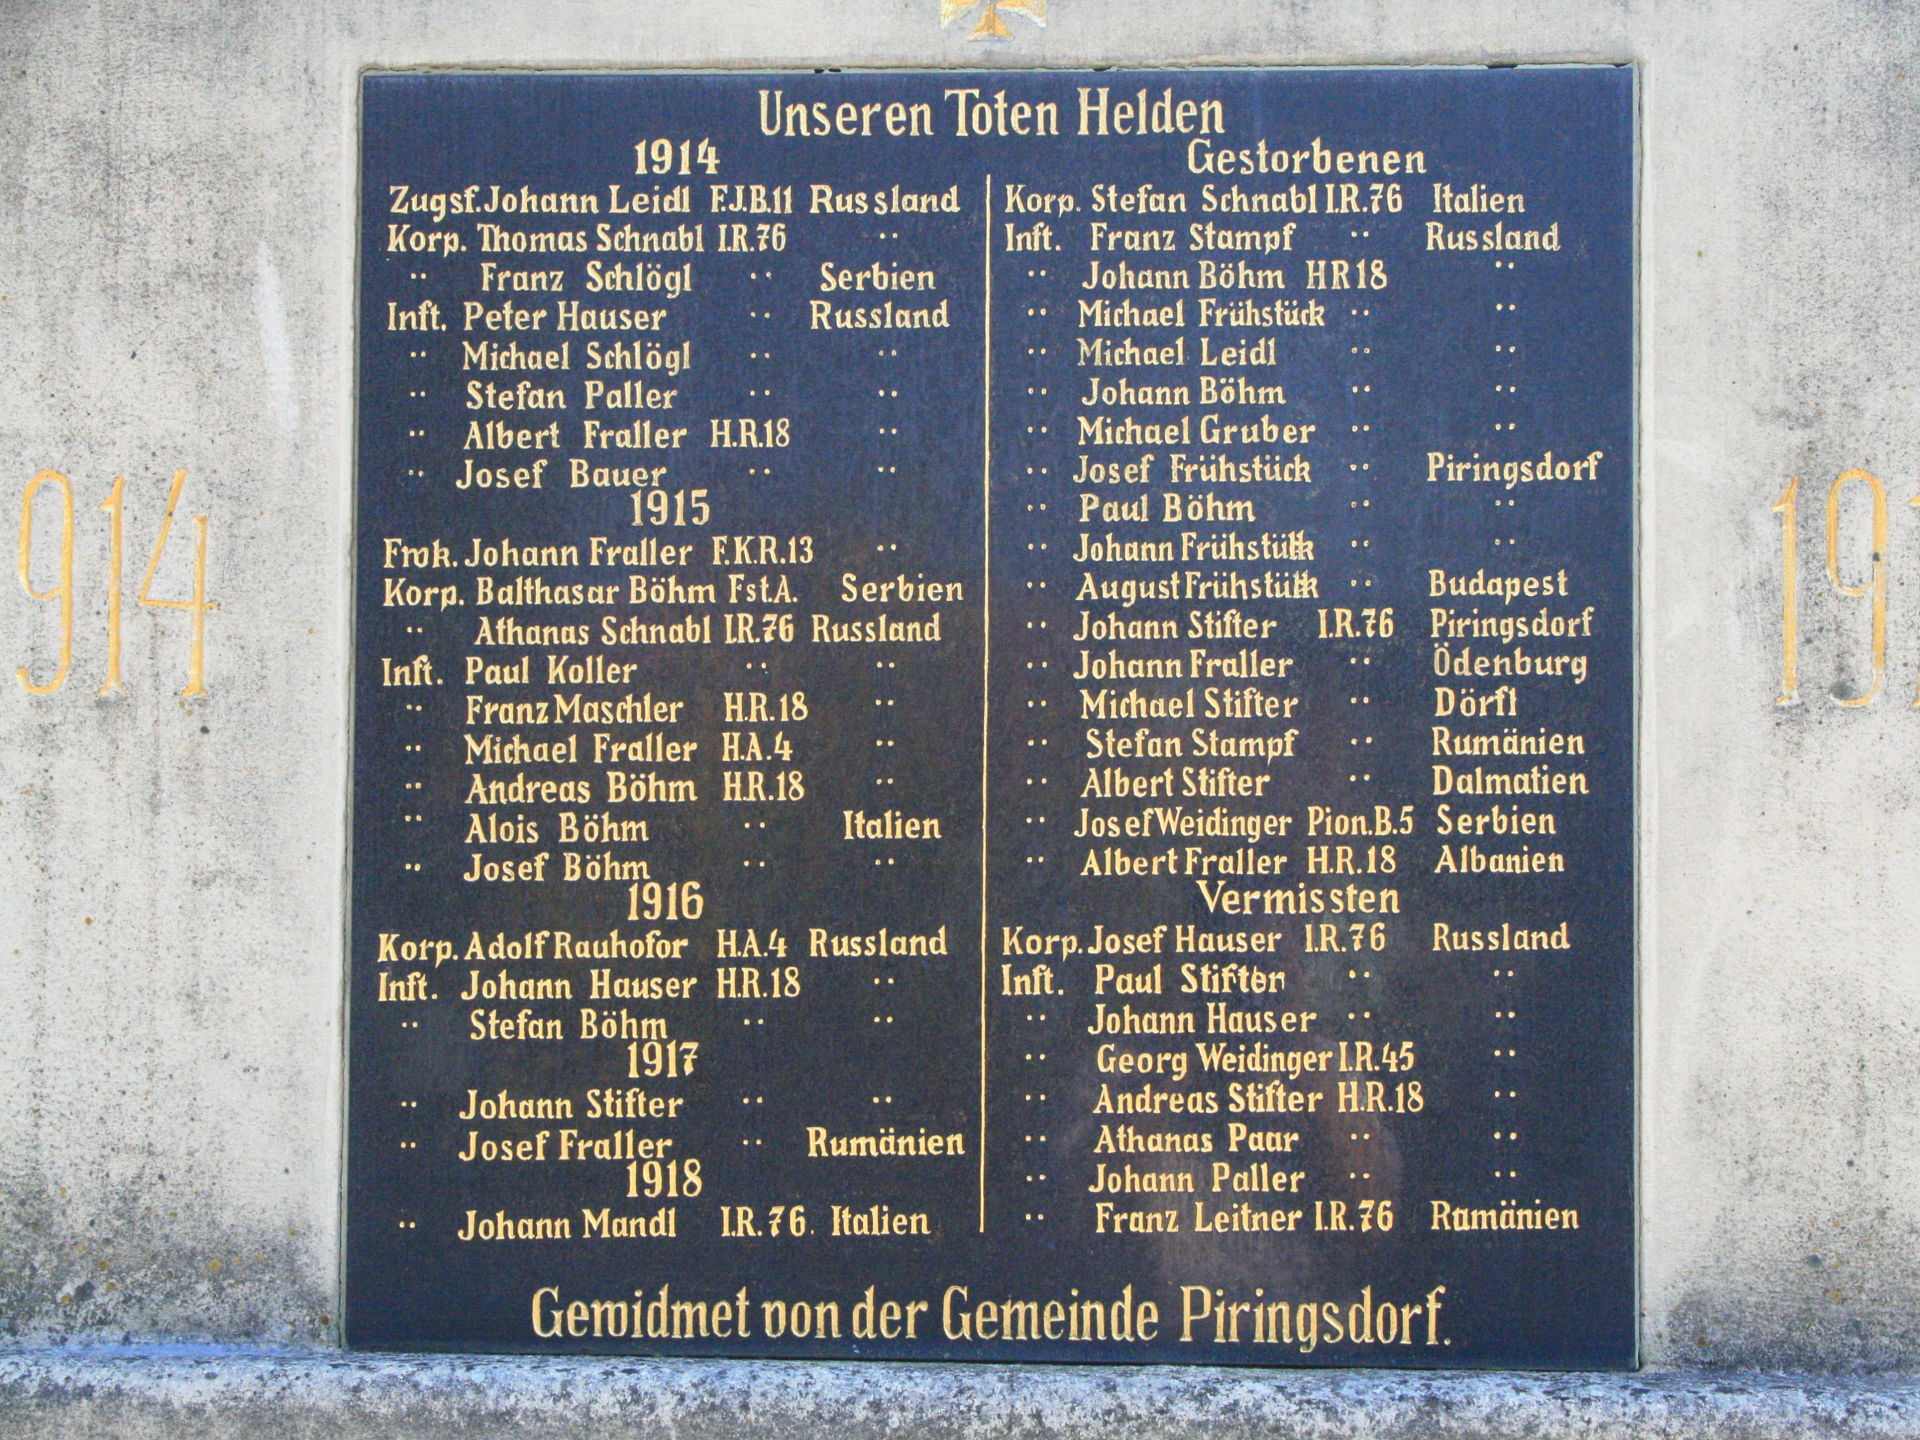 Unseren Toten Helden
1914
Zugsf. Johann Leidl F.J.B.11 Russland
Korp. Thomas Schnabl I.R.76 ··
·· Franz Schlögl ·· Serbien
Inft. Peter Hauser ·· Russland
·· Michael Schlögl ·· ··
·· Stefan Paller ·· ··
·· Albert Fraller H.R.18 ··
·· Josef Bauer ·· ··
1915
Frwk. Johann Fraller F.K.R.13 ··
Korp. Balthasar Böhm Fst.A. Serbien
·· Athanas Schnabl I.R.76 Russland
Inft. Paul Koller ·· ··
·· Franz Maschler H.R.18 ··
·· Michael Fraller H.A.4 ··
·· Andreas Böhm H.R.18 ··
·· Alois Böhm ·· Italien
·· Josef Böhm ·· ··
1916
Korp. Adolf Rauhofor H.A.4 Russland
Inft. Johann Hauser H.R.18 ··
·· Stefan Böhm ·· ··
1917
·· Johann Stifter ·· ··
·· Josef Fraller ·· Rumänien
1918
·· Johann Mandl I.R.76. Italien
Gestorbenen
Korp. Stefan Schnabl I.R.76 Italien
Inft. Franz Stampf ·· Russland
·· Johann Böhm HR18 ··
·· Michael Frühstück ·· ··
·· Michael Leidl ·· ··
·· Johann Böhm ·· ··
·· Michael Gruber ·· ··
·· Josef Frühstück ·· Piringsdorf
·· Paul Böhm ·· ··
·· Johann Frühstück ·· ··
·· August Frühstück ·· Budapest
·· Johann Stifter I.R.76 Piringsdorf
·· Johann Fraller ·· Ödenburg
·· Michael Stifter ·· Dörfl
·· Stefan Stampf ·· Rumänien
·· Albert Stifter ·· Dalmatien
·· Josef Weidinger Pion.B.5 Serbien
·· Albert Fraller H.R.18 Albanien
Vermissten
Korp. Josef Hauser I.R.76 Russland
Inft. Paul Stifter ·· ··
·· Johann Hauser ·· ··
·· Georg Weidinger I.R.45 ··
·· Andreas Stifter H.R.18 ··
·· Athanas Paar ·· ··
·· Johann Paller ·· ··
·· Franz Leitner I.R.76 Ramänien
Gewidmet von der Gemeinde Piringsdorf.
914
191